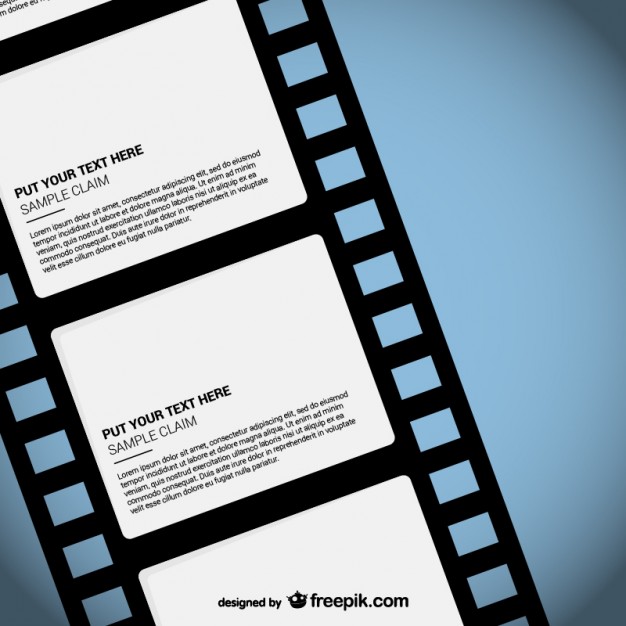 PUT YOUR TEXT HERE
SAMPLE CLAIM
Lorem ipsum dolor sit amet, consectetur adipisicing elit, sed do eiusmod
tempor incididunt ut labore et dolore magna aliqua. Ut enim ad minim
veniam, quis nostrud exercitation ullamco laboris nisi ut aliquip ex ea
commodo consequat. Duis aute irure dolor in reprehenderit in voluptate
velit esse cillum dolore eu fugiat nulla pariatur.
PUT YOUR TEXT HERE
SAMPLE CLAIM
Lorem ipsum dolor sit amet, consectetur adipisicing elit, sed do eiusmod
tempor incididunt ut labore et dolore magna aliqua. Ut enim ad minim
veniam, quis nostrud exercitation ullamco laboris nisi ut aliquip ex ea
commodo consequat. Duis aute irure dolor in reprehenderit in voluptate
velit esse cillum dolore eu fugiat nulla pariatur.
designed by freepik.com